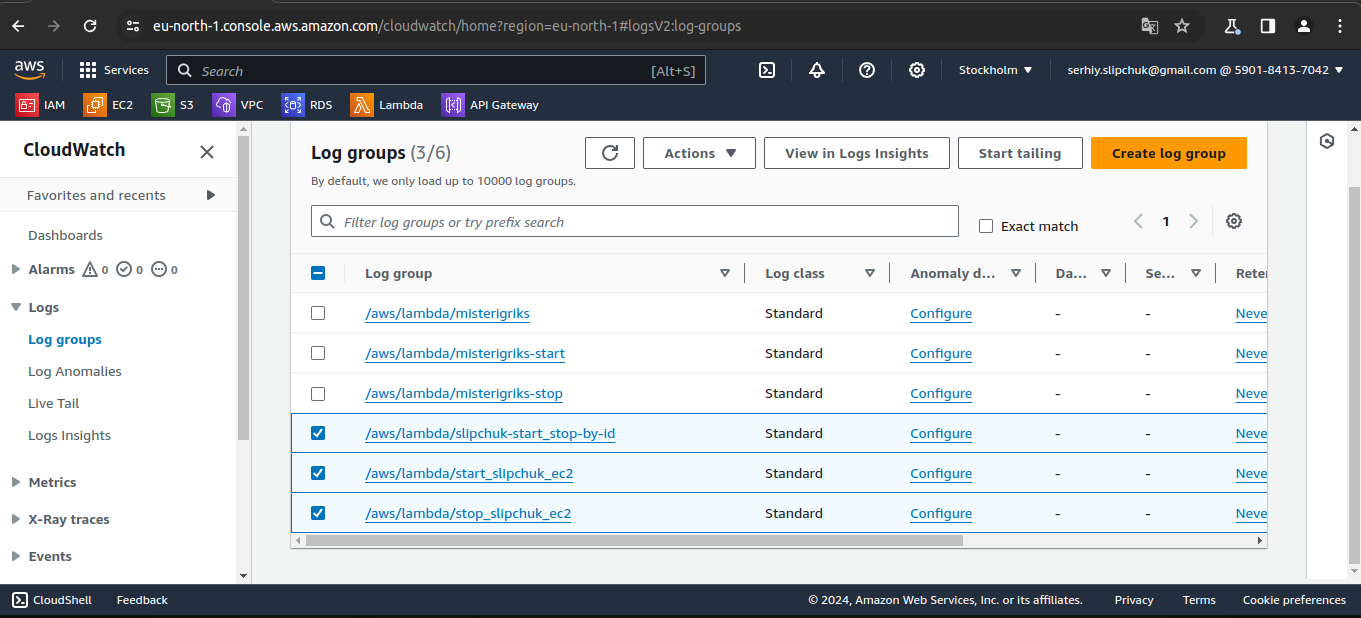 eu-north-1.console.aws.amazon.com/cloudwatch/home?region=eu-north-1#logsV2:log-groups
aws Services Search [Alt+S] Stockholm serhiy.slipchuk@gmail.com @ 5901-8413-7042
IAM EC2 S3 VPC RDS Lambda API Gateway
CloudWatch
Favorites and recents
Dashboards
Alarms 0 0 0
Logs
Log groups
Log Anomalies
Live Tail
Logs Insights
Metrics
X-Ray traces
Events
Log groups (3/6) Actions View in Logs Insights Start tailing Create log group
By default, we only load up to 10000 log groups.
Filter log groups or try prefix search Exact match 1
Log group Log class Anomaly d... Da... Se... Reter
/aws/lambda/misterigriks Standard Configure - - Neve
/aws/lambda/misterigriks-start Standard Configure - - Neve
/aws/lambda/misterigriks-stop Standard Configure - - Neve
/aws/lambda/slipchuk-start_stop-by-id Standard Configure - - Neve
/aws/lambda/start_slipchuk_ec2 Standard Configure - - Neve
/aws/lambda/stop_slipchuk_ec2 Standard Configure - - Neve
CloudShell Feedback © 2024, Amazon Web Services, Inc. or its affiliates. Privacy Terms Cookie preferences